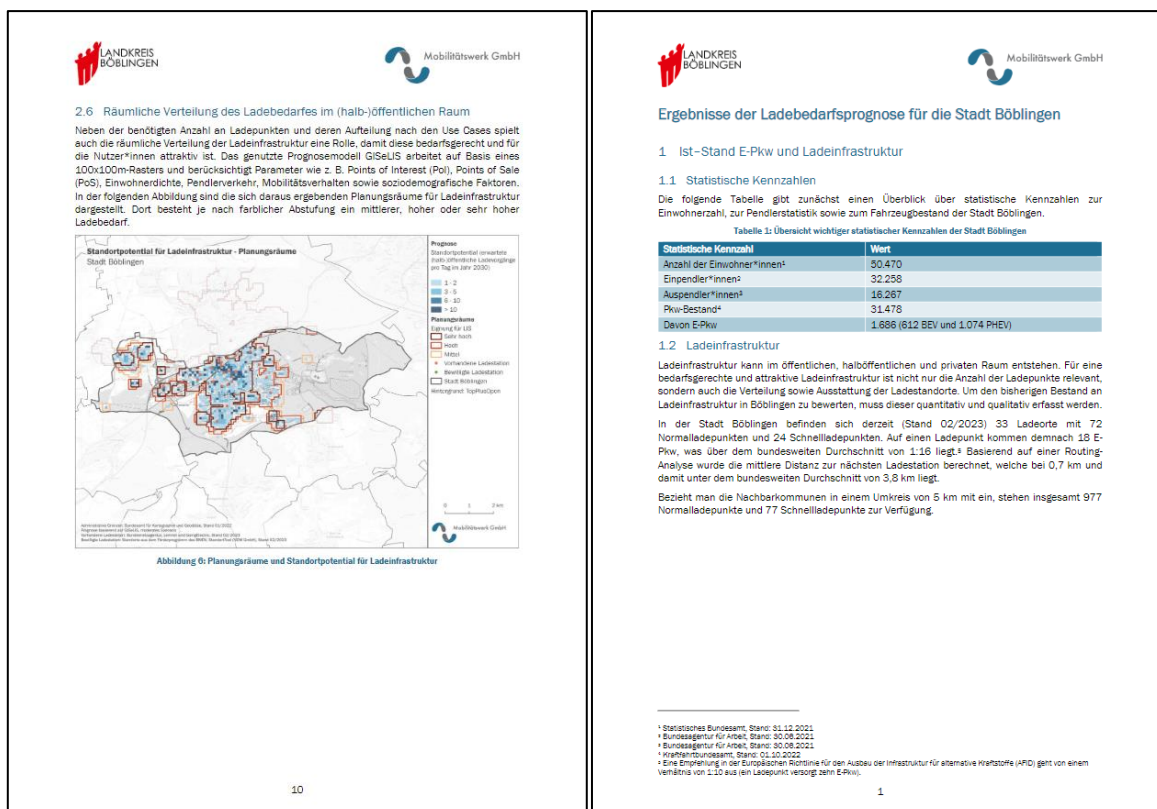 LANDKREIS
BÖBLINGEN
Mobilitätswerk GmbH
2.6 Räumliche Verteilung des Ladebedarfes im (halb-)öffentlichen Raum
Neben der benötigten Anzahl an Ladepunkten und deren Aufteilung nach den Use Cases spielt
auch die räumliche Verteilung der Ladeinfrastruktur eine Rolle, damit diese bedarfsgerecht und für
die Nutzer*innen attraktiv ist. Das genutzte Prognosemodell GISeLIS arbeitet auf Basis eines
100x100m-Rasters und berücksichtigt Parameter wie z. B. Points of Interest (PoI), Points of Sale
(PoS), Einwohnerdichte, Pendlerverkehr, Mobilitätsverhalten sowie soziodemografische Faktoren.
In der folgenden Abbildung sind die sich daraus ergebenden Planungsräume für Ladeinfrastruktur
dargestellt. Dort besteht je nach farblicher Abstufung ein mittlerer, hoher oder sehr hoher
Ladebedarf.
Standortpotential für Ladeinfrastruktur - Planungsräume
Stadt Böblingen
Prognose
Standortpotential (erwartete
(halb-)öffentliche Ladevorgänge
pro Tag im Jahr 2030)
1 - 2
3 - 5
6 - 10
> 10
Planungsräume
Eignung für LIS
Sehr hoch
Hoch
Mittel
Vorhandene Ladestation
Bewilligte Ladestation
Stadt Böblingen
Hintergrund: TopPlusOpen
0 1 2 km
Mobilitätswerk GmbH
Abbildung 6: Planungsräume und Standortpotential für Ladeinfrastruktur
10
LANDKREIS
BÖBLINGEN
Mobilitätswerk GmbH
Ergebnisse der Ladebedarfsprognose für die Stadt Böblingen
1 Ist–Stand E-Pkw und Ladeinfrastruktur
1.1 Statistische Kennzahlen
Die folgende Tabelle gibt zunächst einen Überblick über statistische Kennzahlen zur
Einwohnerzahl, zur Pendlerstatistik sowie zum Fahrzeugbestand der Stadt Böblingen.
Tabelle 1: Übersicht wichtiger statistischer Kennzahlen der Stadt Böblingen
Statistische Kennzahl Wert
Anzahl der Einwohner*innen¹ 50.470
Einpendler*innen² 32.258
Auspendler*innen³ 16.267
Pkw-Bestand⁴ 31.478
Davon E-Pkw 1.686 (612 BEV und 1.074 PHEV)
1.2 Ladeinfrastruktur
Ladeinfrastruktur kann im öffentlichen, halböffentlichen und privaten Raum entstehen. Für eine
bedarfsgerechte und attraktive Ladeinfrastruktur ist nicht nur die Anzahl der Ladepunkte relevant,
sondern auch die Verteilung sowie Ausstattung der Ladestandorte. Um den bisherigen Bestand an
Ladeinfrastruktur in Böblingen zu bewerten, muss dieser quantitativ und qualitativ erfasst werden.
In der Stadt Böblingen befinden sich derzeit (Stand 02/2023) 33 Ladeorte mit 72
Normalladepunkten und 24 Schnellladepunkten. Auf einen Ladepunkt kommen demnach 18 E-
Pkw, was über dem bundesweiten Durchschnitt von 1:16 liegt.⁵ Basierend auf einer Routing-
Analyse wurde die mittlere Distanz zur nächsten Ladestation berechnet, welche bei 0,7 km und
damit unter dem bundesweiten Durchschnitt von 3,8 km liegt.
Bezieht man die Nachbarkommunen in einem Umkreis von 5 km mit ein, stehen insgesamt 977
Normalladepunkte und 77 Schnellladepunkte zur Verfügung.
¹ Statistisches Bundesamt, Stand: 31.12.2021
² Bundesagentur für Arbeit, Stand: 30.06.2021
³ Bundesagentur für Arbeit, Stand: 30.06.2021
⁴ Kraftfahrtbundesamt, Stand: 01.10.2022
⁵ Eine Empfehlung in der Europäischen Richtlinie für den Ausbau der Infrastruktur für alternative Kraftstoffe (AFID) geht von einem
Verhältnis von 1:10 aus (ein Ladepunkt versorgt zehn E-Pkw).
1